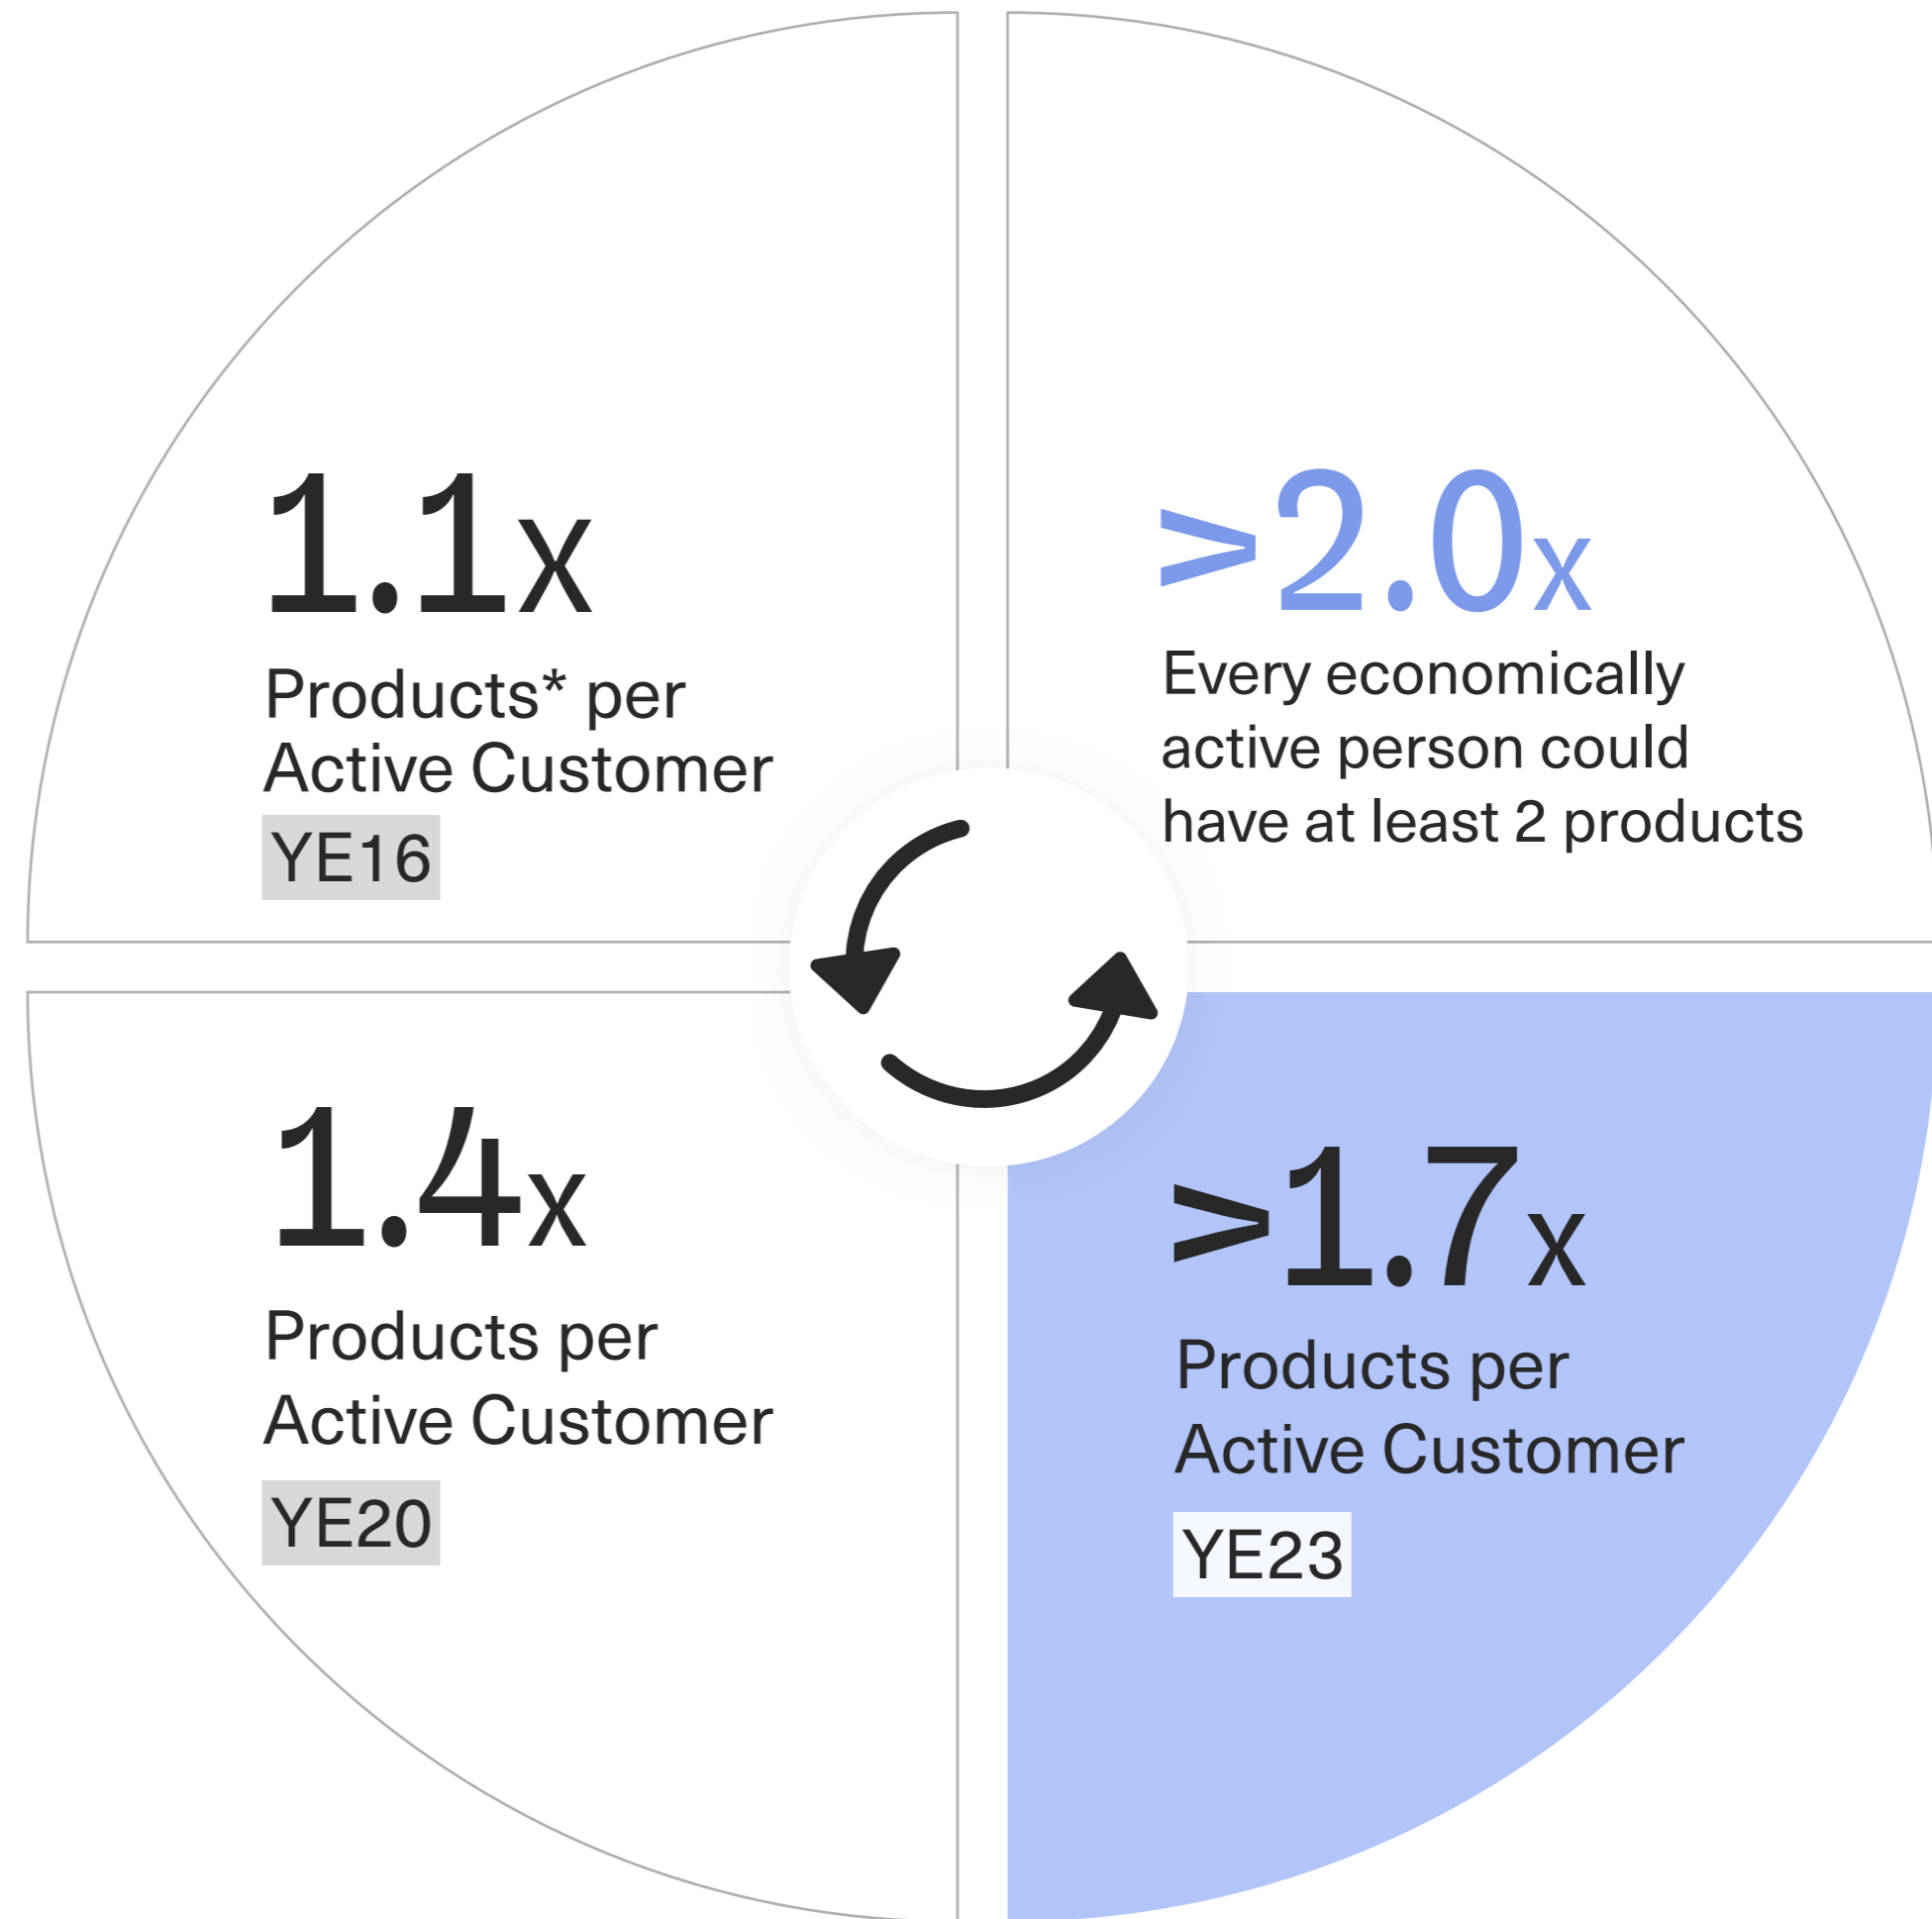 1.1x
Products* per
Active Customer
YE16
>2.0x
Every economically
active person could
have at least 2 products
1.4x
Products per
Active Customer
YE20
>1.7x
Products per
Active Customer
YE23